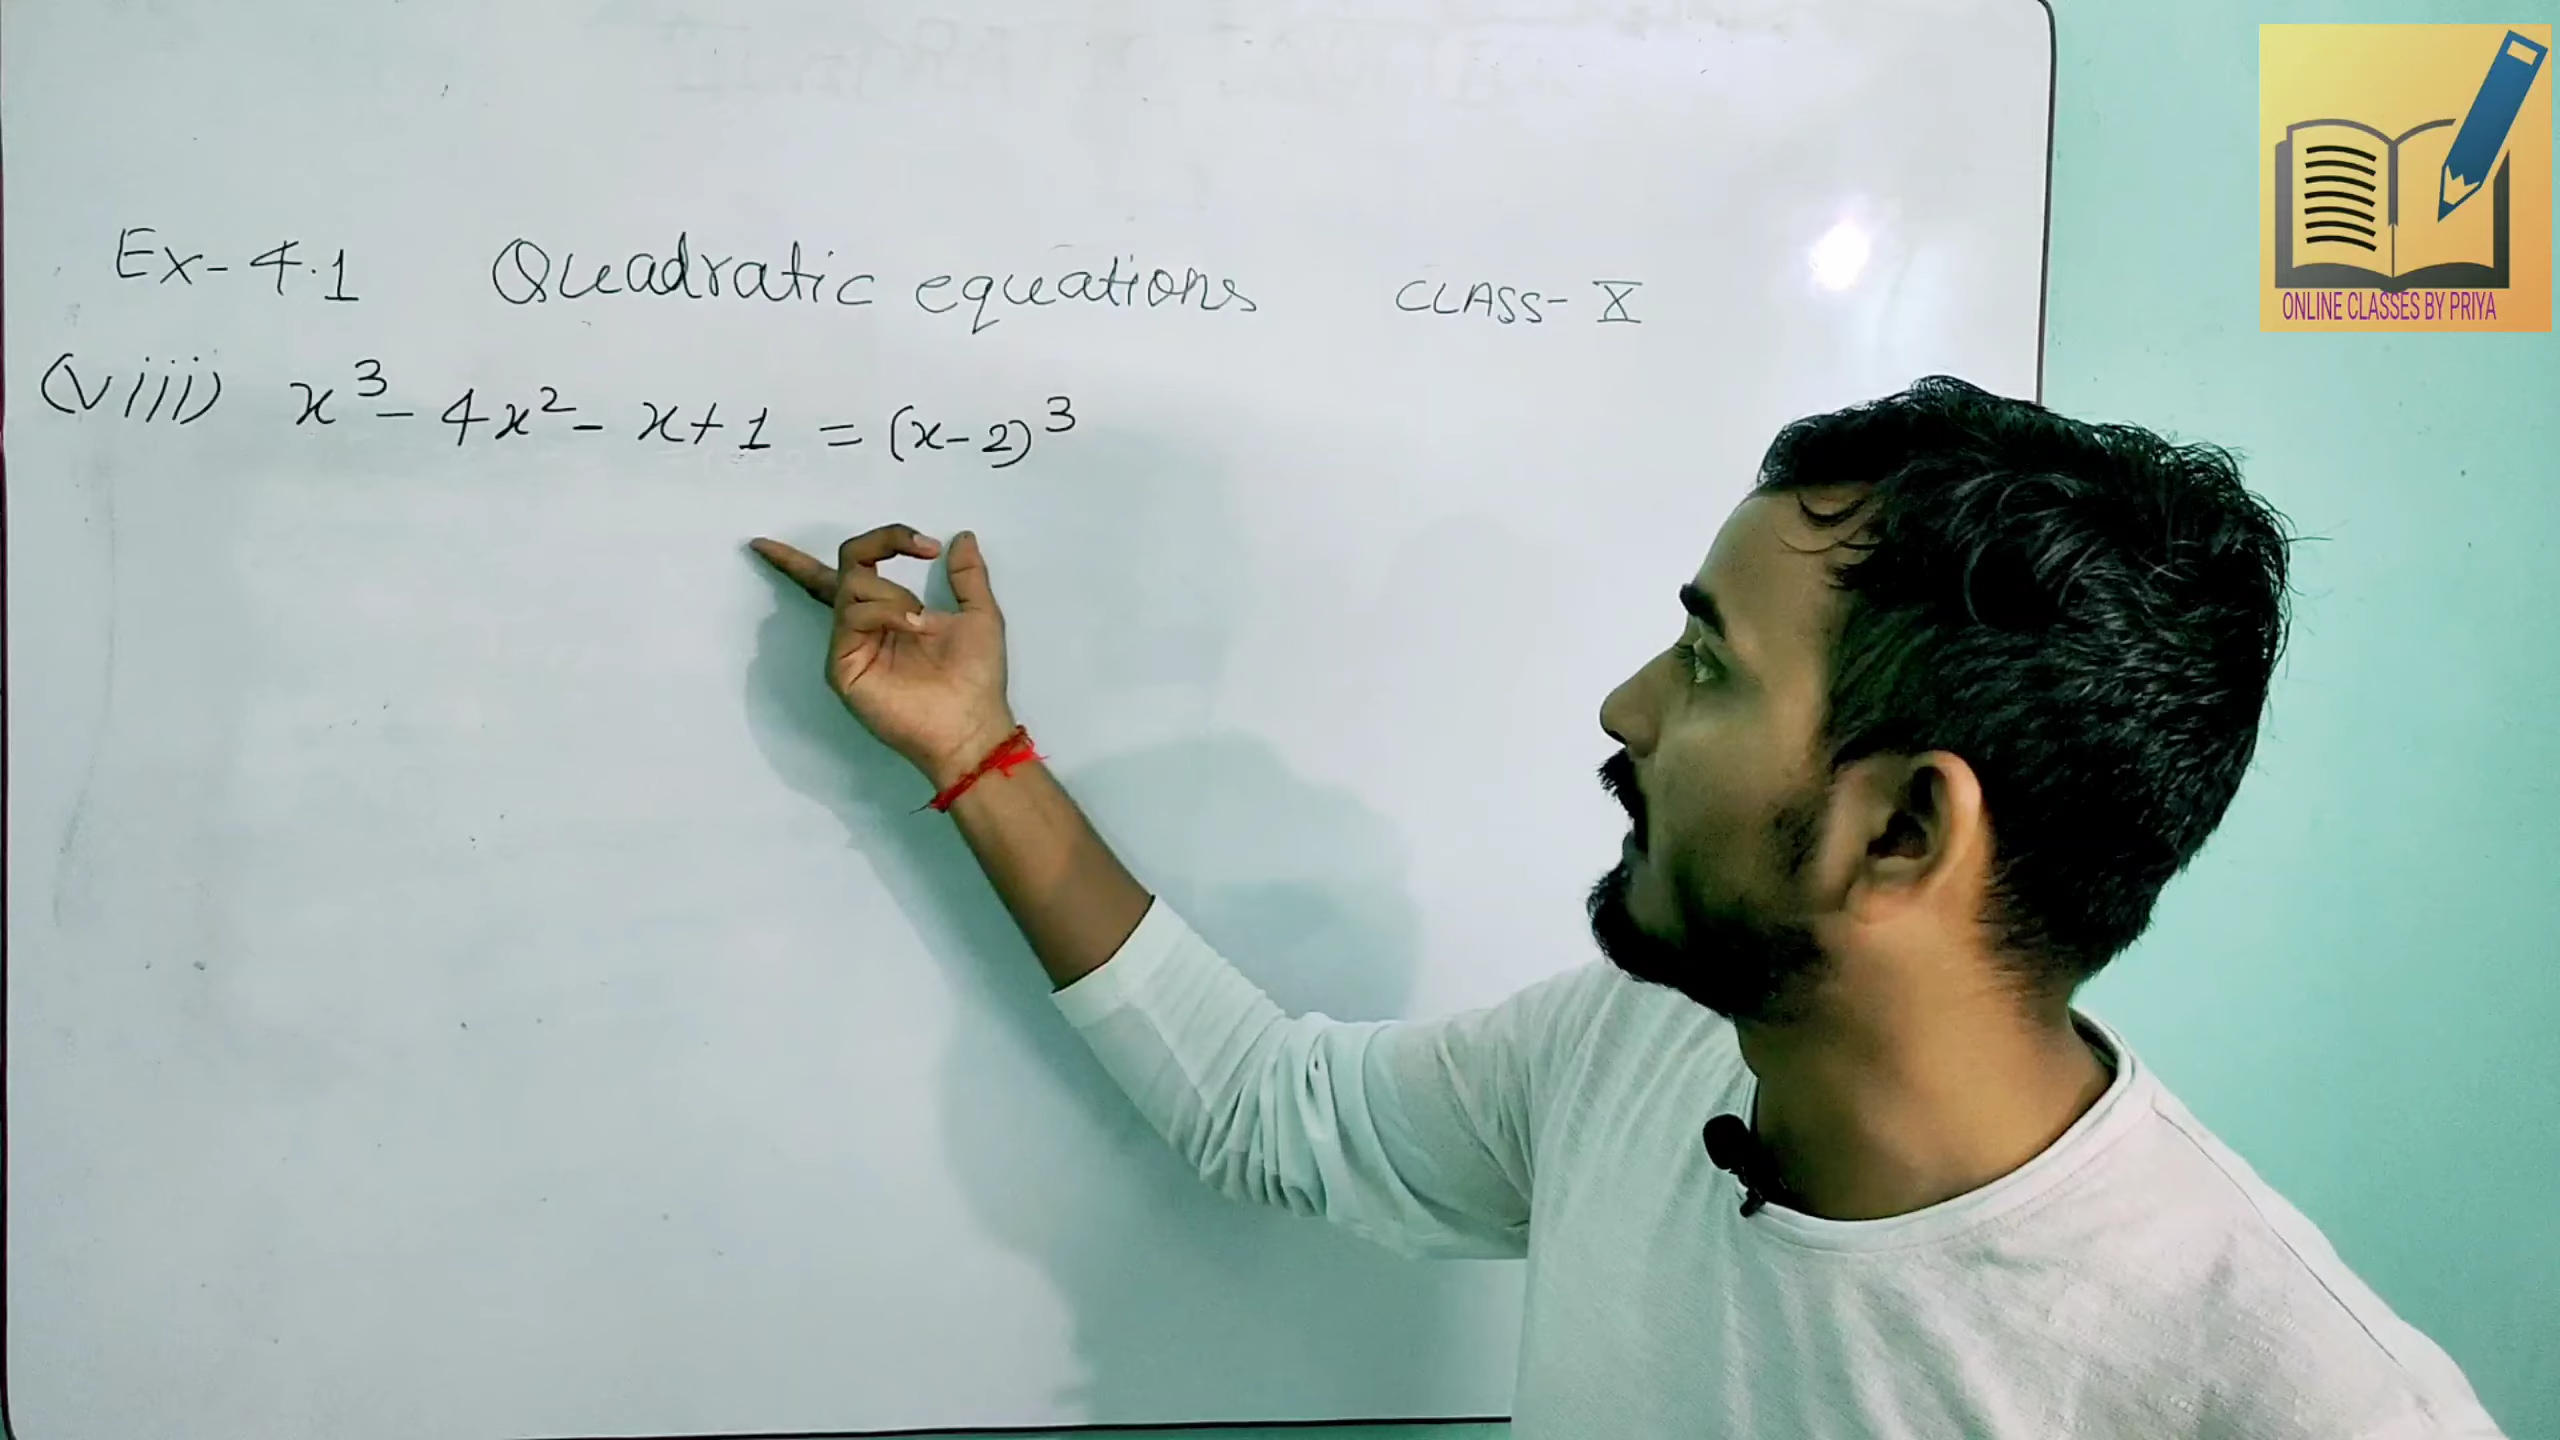 Ex-4.1 Quadratic equations CLASS-X
(viii) x³ - 4x² - x + 1 = (x-2)³
ONLINE CLASSES BY PRIYA